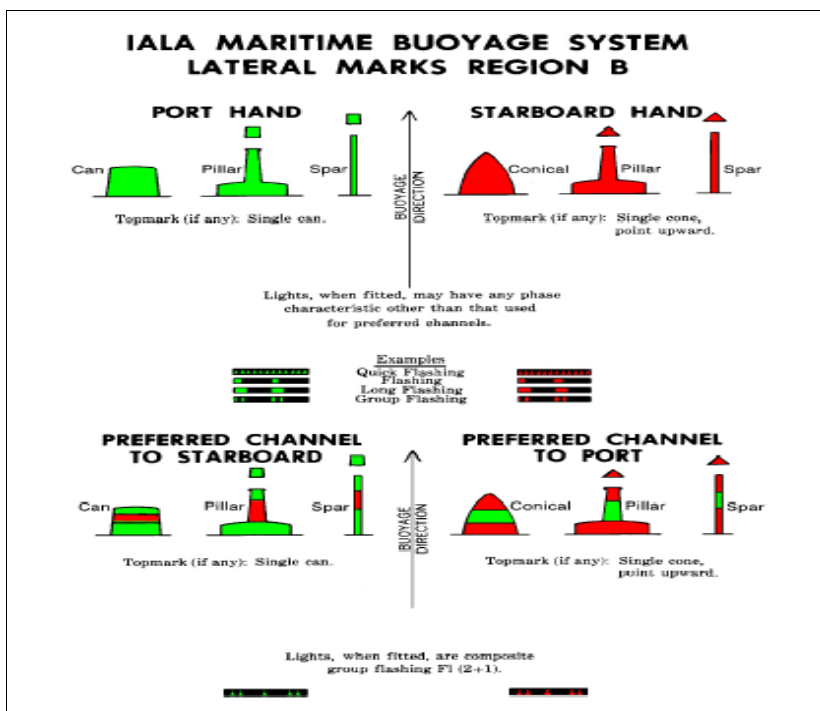 IALA MARITIME BUOYAGE SYSTEM
LATERAL MARKS REGION B
PORT HAND
STARBOARD HAND
Can
Pillar
Spar
Conical
Pillar
Spar
BUOYAGE
DIRECTION
Topmark (if any): Single can.
Topmark (if any): Single cone,
point upward.
Lights, when fitted, may have any phase
characteristic other than that used
for preferred channels.
Examples
Quick Flashing
Flashing
Long Flashing
Group Flashing
PREFERRED CHANNEL
TO STARBOARD
PREFERRED CHANNEL
TO PORT
Can
Pillar
Spar
Conical
Pillar
Spar
BUOYAGE
DIRECTION
Topmark (if any): Single can.
Topmark (if any): Single cone,
point upward.
Lights, when fitted, are composite
group flashing Fl (2+1).